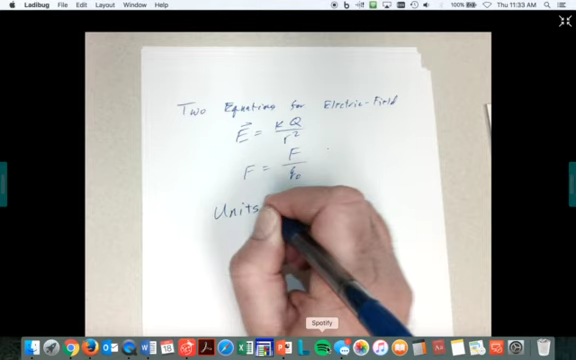 Ladibug File Edit Layout Window Help 100% Thu 11:33 AM
Two Equations for Electric-Field
E⃗ = kQ/r²
F = F/q₀
Units
Spotify